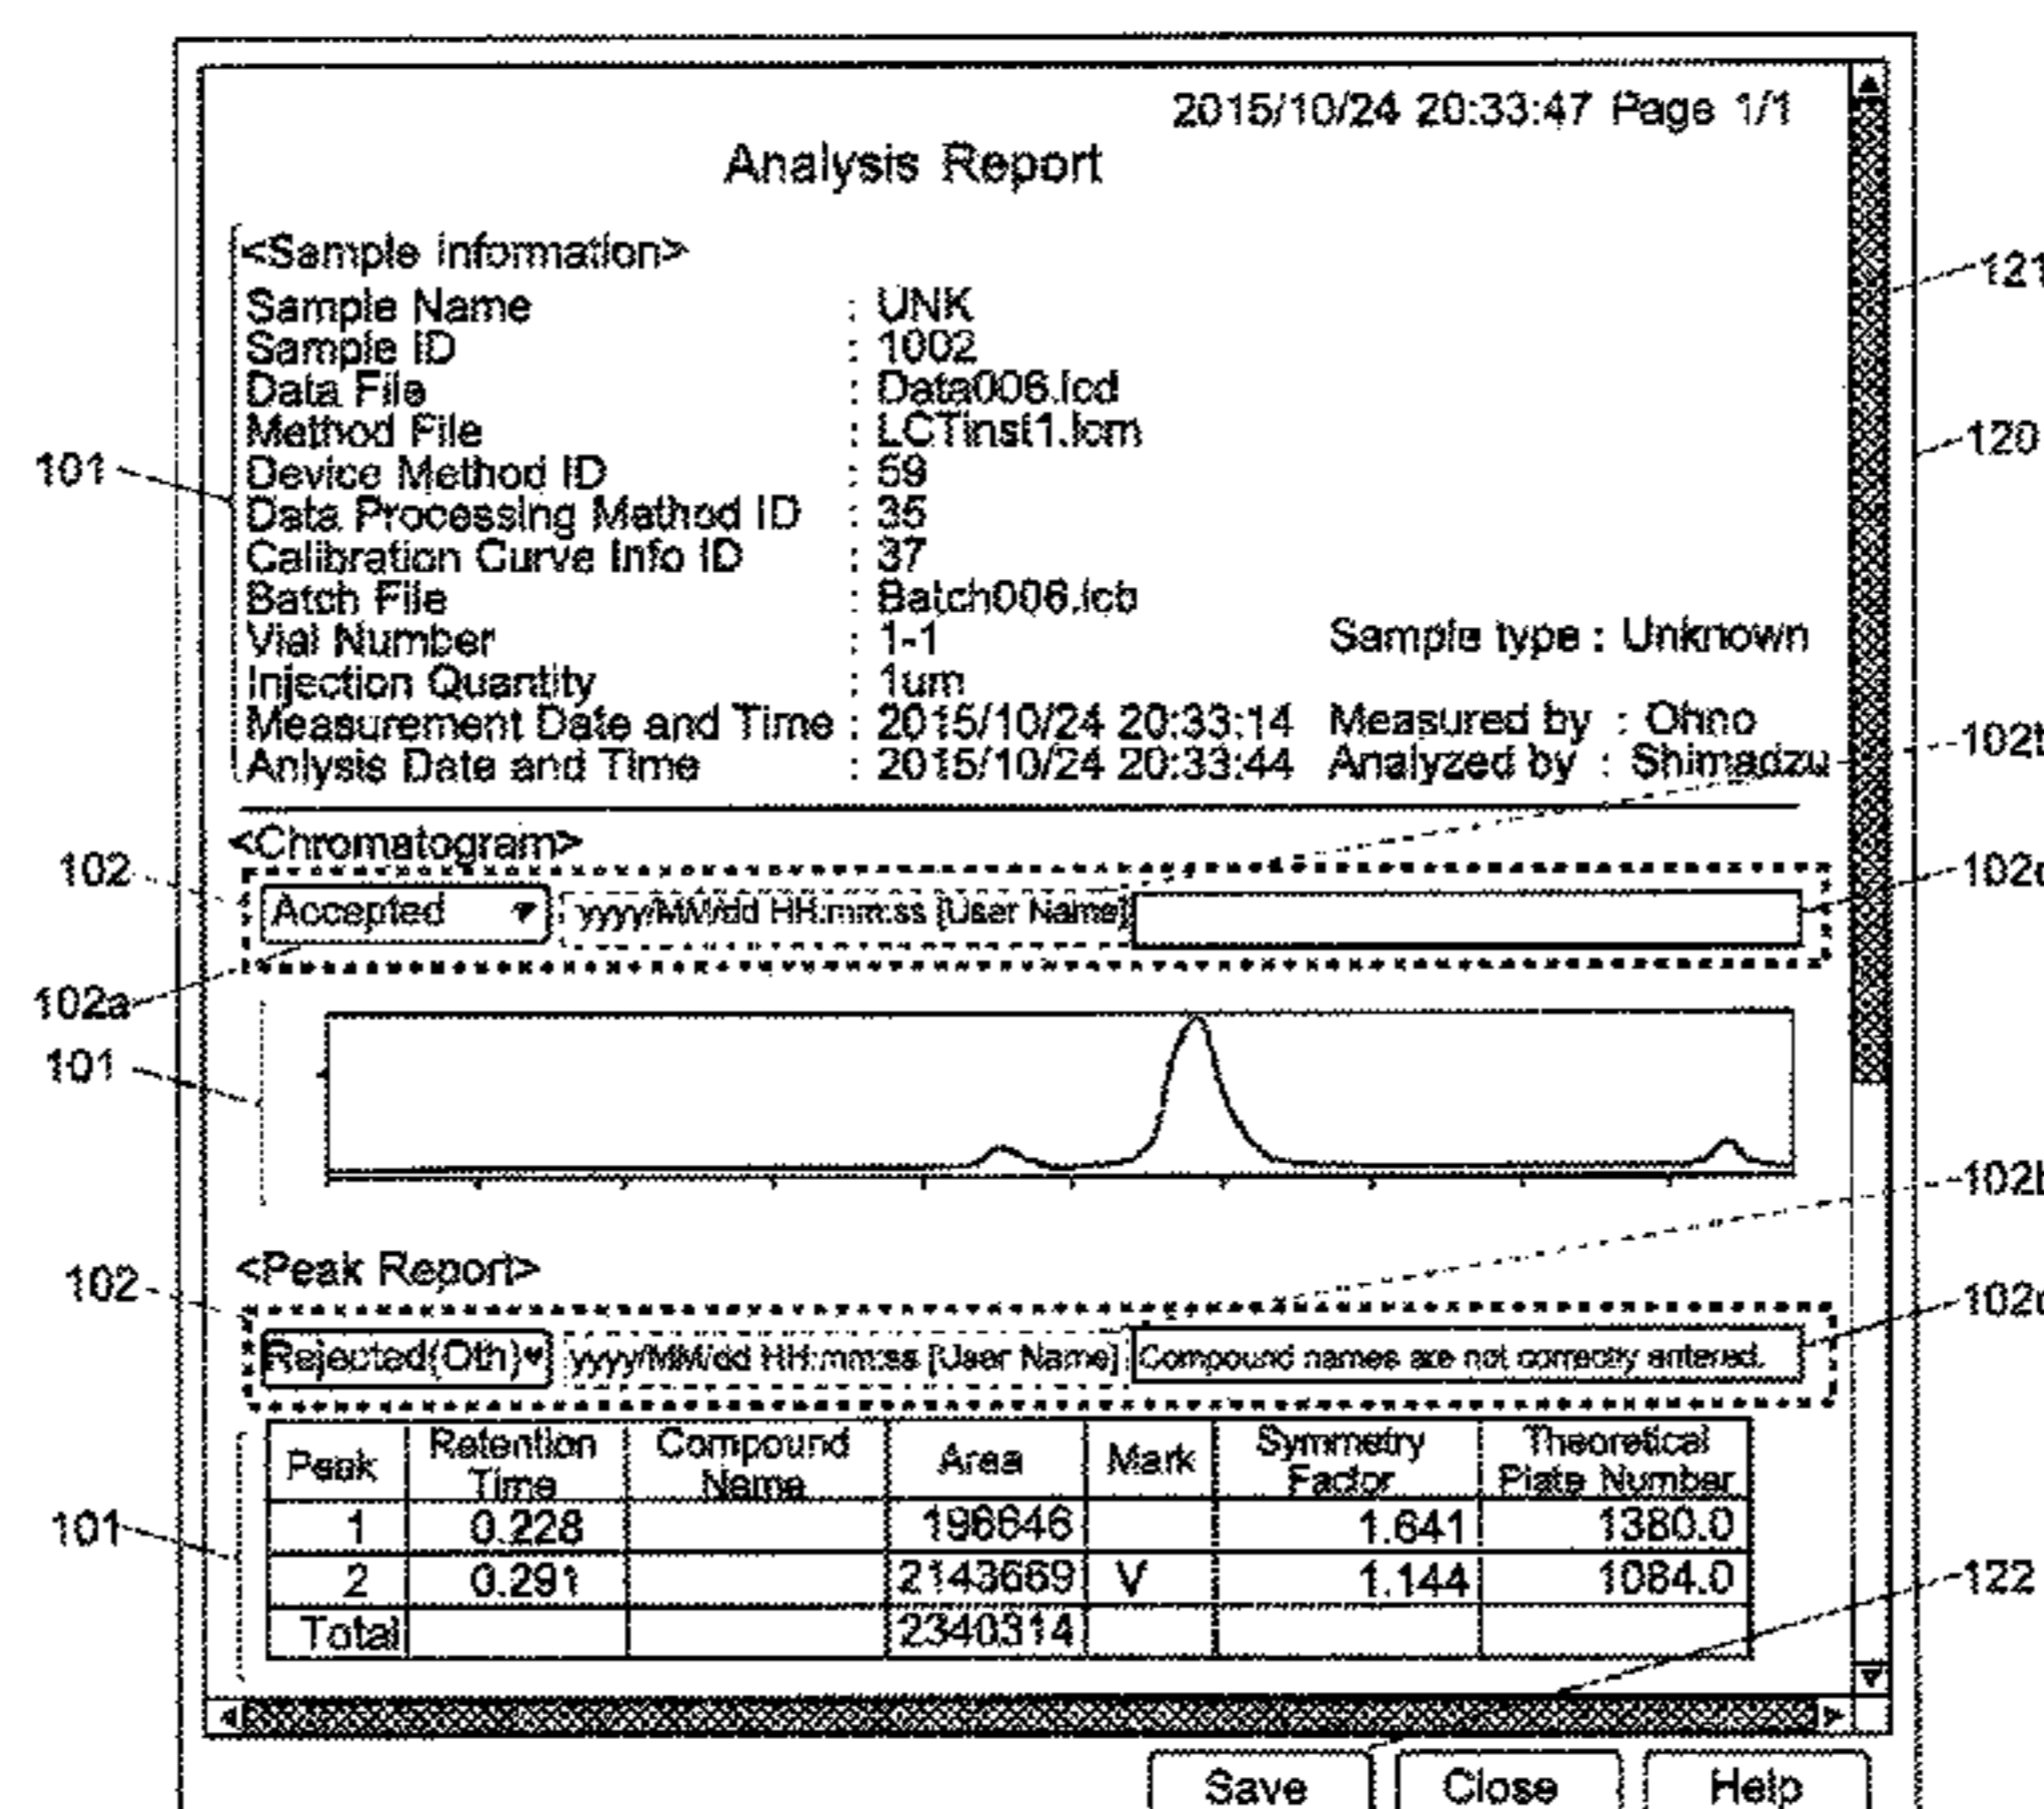 2015/10/24 20:33:47 Page 1/1
Analysis Report
<Sample Information>
Sample Name : UNK
Sample ID : 1002
Data File : Data006.lcd
Method File : LCTinst1.lcm
Device Method ID : 59
Data Processing Method ID : 35
Calibration Curve Info ID : 37
Batch File : Batch006.lcb
Vial Number : 1-1 Sample type : Unknown
Injection Quantity : 1um
Measurement Date and Time : 2015/10/24 20:33:14 Measured by : Ohno
Anlysis Date and Time : 2015/10/24 20:33:44 Analyzed by : Shimadzu
121
120
101
102b
<Chromatogram>
102
Accepted yyyy/MM/dd HH:mm:ss [User Name]
102a
101
102b
<Peak Report>
102
Rejected(Oth) yyyy/MM/dd HH:mm:ss [User Name] Compound names are not correctly entered.
Peak Retention Time Compound Name Area Mark Symmetry Factor Theoretical Plate Number
1 0.228 196646 1.641 1380.0
2 0.291 2143669 V 1.144 1084.0
Total 2340314
101
122
Save Close Help